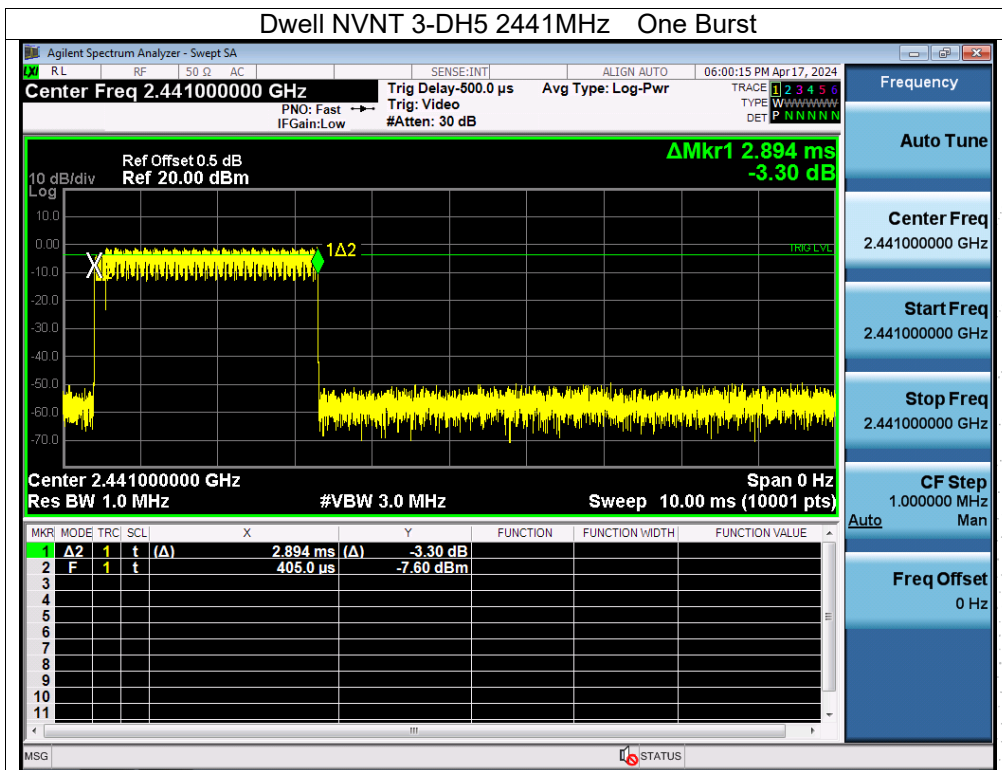 Dwell NVNT 3-DH5 2441MHz One Burst
Agilent Spectrum Analyzer - Swept SA
LXI RL RF 50 Ω AC SENSE:INT ALIGN AUTO 06:00:15 PM Apr 17, 2024
Center Freq 2.441000000 GHz
PNO: Fast
IFGain:Low
Trig Delay-500.0 µs
Trig: Video
#Atten: 30 dB
Avg Type: Log-Pwr
TRACE 1 2 3 4 5 6
TYPE WWWWWW
DET P N N N N N
ΔMkr1 2.894 ms
-3.30 dB
Ref Offset 0.5 dB
10 dB/div Ref 20.00 dBm
Log
10.0
0.00
-10.0
-20.0
-30.0
-40.0
-50.0
-60.0
-70.0
X
2
1Δ2
TRIG LVL
Center 2.441000000 GHz Span 0 Hz
Res BW 1.0 MHz #VBW 3.0 MHz Sweep 10.00 ms (10001 pts)
MKR MODE TRC SCL X Y FUNCTION FUNCTION WIDTH FUNCTION VALUE
1 Δ2 1 t (Δ) 2.894 ms (Δ) -3.30 dB
2 F 1 t 405.0 µs -7.60 dBm
3
4
5
6
7
8
9
10
11
MSG STATUS
Frequency
Auto Tune
Center Freq
2.441000000 GHz
Start Freq
2.441000000 GHz
Stop Freq
2.441000000 GHz
CF Step
1.000000 MHz
Auto Man
Freq Offset
0 Hz